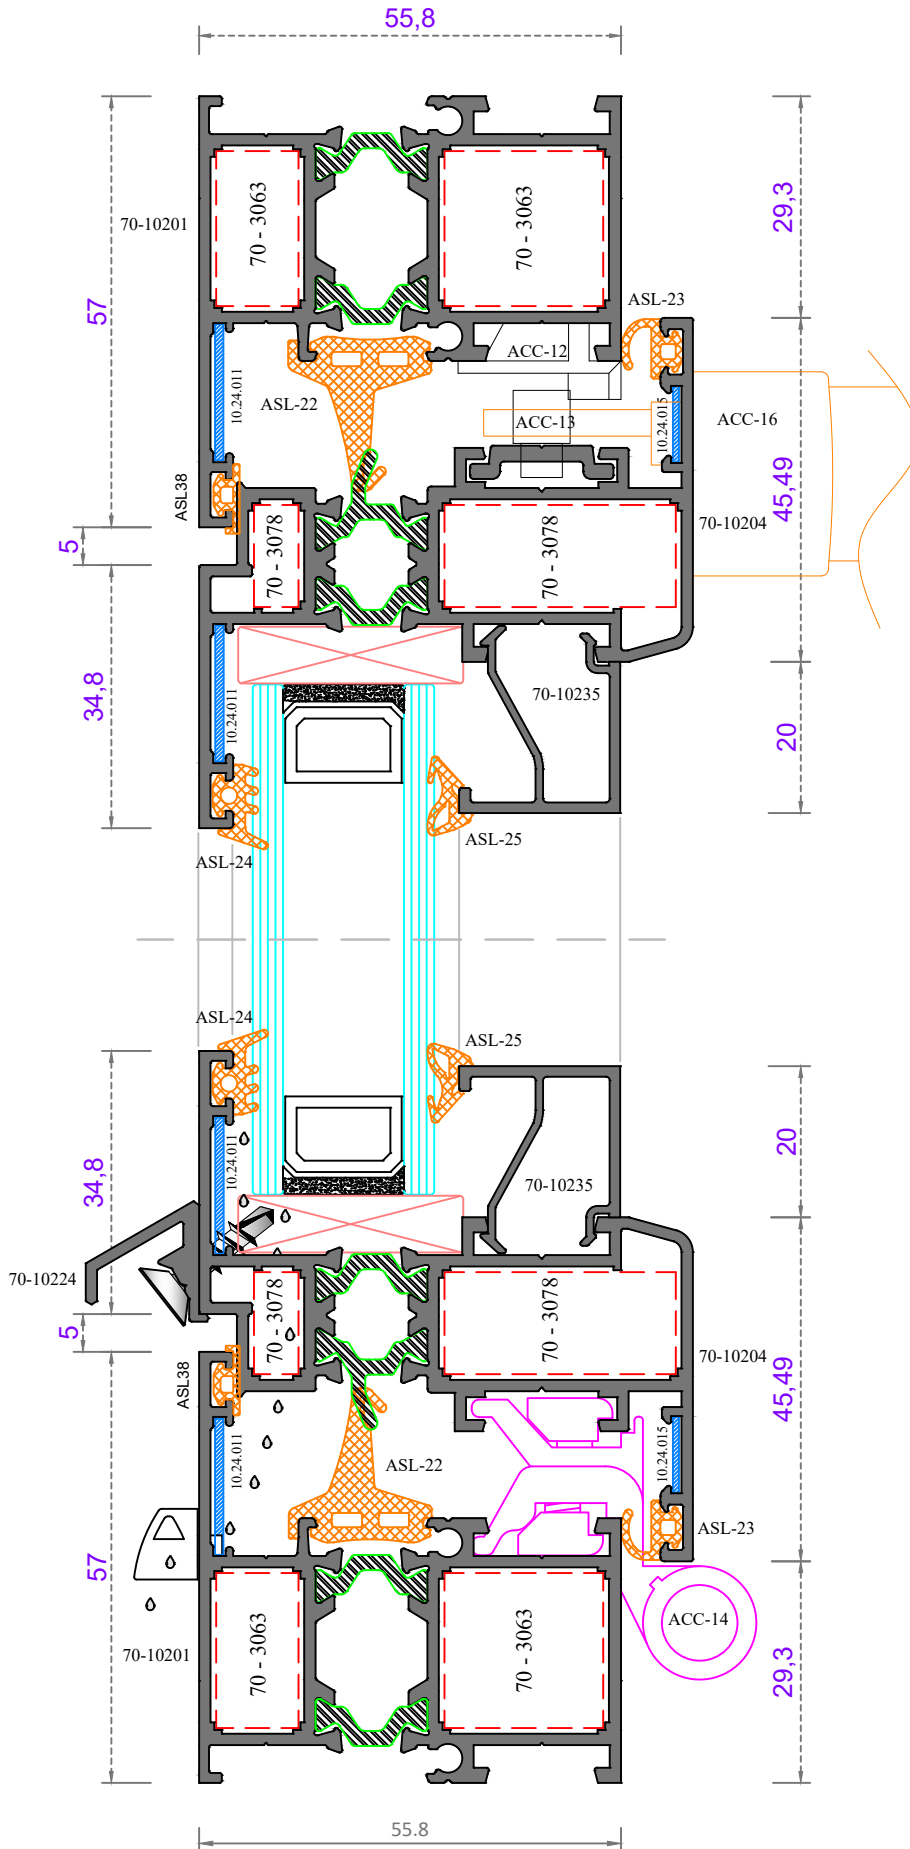 55,8
29,3
70 - 3063
70 - 3063
70-10201
57
ASL-23
ACC-12
10.24.011
ASL-22
ACC-13
10.24.015
ACC-16
45,49
ASL38
70 - 3078
70 - 3078
70-10204
5
34,8
10.24.011
70-10235
20
ASL-25
ASL-24
ASL-24
ASL-25
20
34,8
10.24.011
70-10235
70-10224
70 - 3078
70 - 3078
5
70-10204
ASL38
45,49
10.24.011
ASL-22
10.24.015
ASL-23
57
ACC-14
70 - 3063
70 - 3063
70-10201
29,3
55.8